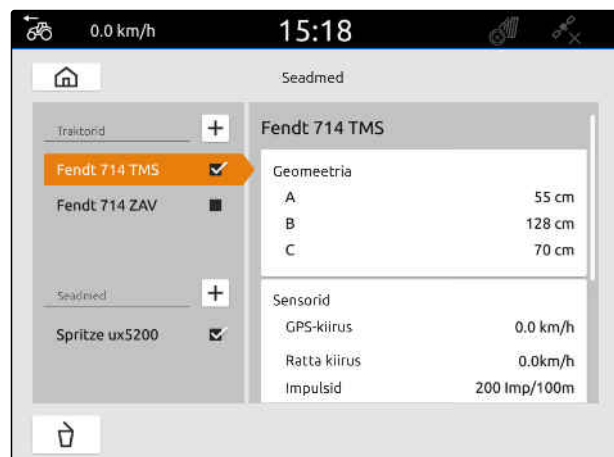 0.0 km/h 15:18
Seadmed
Traktorid
Fendt 714 TMS
Fendt 714 ZAV
Seadmed
Spritze ux5200
Fendt 714 TMS
Geomeetria
A 55 cm
B 128 cm
C 70 cm
Sensorid
GPS-kiirus 0.0 km/h
Ratta kiirus 0.0km/h
Impulsid 200 Imp/100m